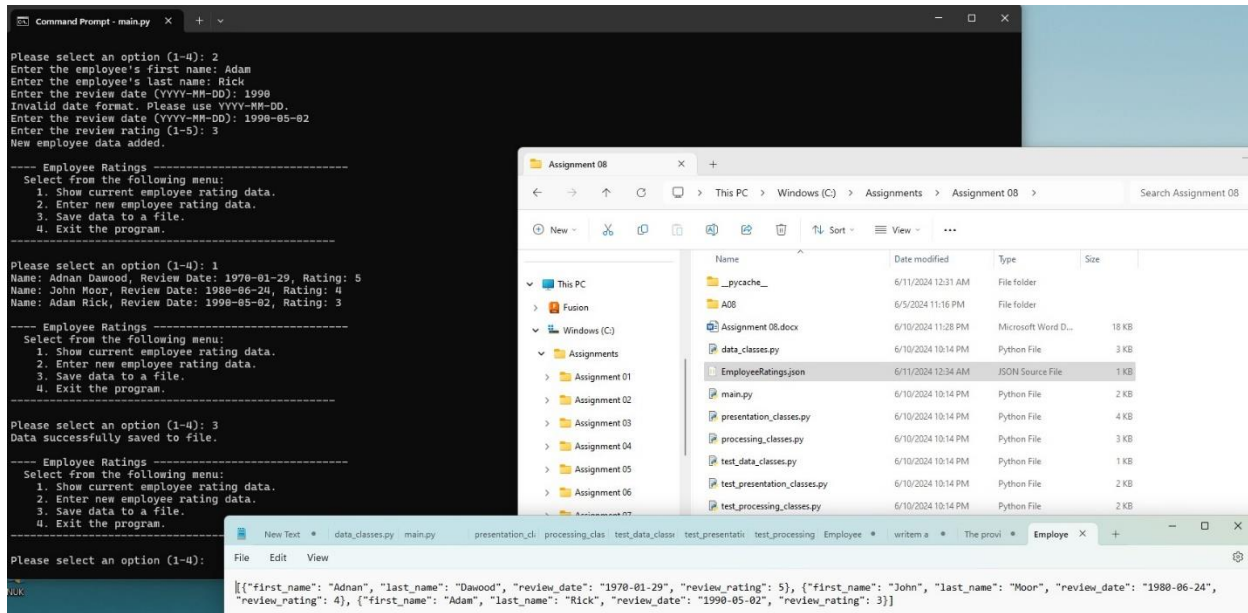 Command Prompt - main.py
Please select an option (1-4): 2
Enter the employee's first name: Adam
Enter the employee's last name: Rick
Enter the review date (YYYY-MM-DD): 1990
Invalid date format. Please use YYYY-MM-DD.
Enter the review date (YYYY-MM-DD): 1990-05-02
Enter the review rating (1-5): 3
New employee data added.
---- Employee Ratings ------------------------------
Select from the following menu:
1. Show current employee rating data.
2. Enter new employee rating data.
3. Save data to a file.
4. Exit the program.
--------------------------------------------------
Please select an option (1-4): 1
Name: Adnan Dawood, Review Date: 1970-01-29, Rating: 5
Name: John Moor, Review Date: 1980-06-24, Rating: 4
Name: Adam Rick, Review Date: 1990-05-02, Rating: 3
---- Employee Ratings ------------------------------
Select from the following menu:
1. Show current employee rating data.
2. Enter new employee rating data.
3. Save data to a file.
4. Exit the program.
--------------------------------------------------
Please select an option (1-4): 3
Data successfully saved to file.
---- Employee Ratings ------------------------------
Select from the following menu:
1. Show current employee rating data.
2. Enter new employee rating data.
3. Save data to a file.
4. Exit the program.
Please select an option (1-4):
Assignment 08
This PC > Windows (C:) > Assignments > Assignment 08 >
Search Assignment 08
New
Sort
View
Name Date modified Type Size
This PC
Fusion
Windows (C:)
Assignments
Assignment 01
Assignment 02
Assignment 03
Assignment 04
Assignment 05
Assignment 06
Assignment 07
__pycache__ 6/11/2024 12:31 AM File folder
A08 6/5/2024 11:16 PM File folder
Assignment 08.docx 6/10/2024 11:28 PM Microsoft Word D... 18 KB
data_classes.py 6/10/2024 10:14 PM Python File 3 KB
EmployeeRatings.json 6/11/2024 12:34 AM JSON Source File 1 KB
main.py 6/10/2024 10:14 PM Python File 2 KB
presentation_classes.py 6/10/2024 10:14 PM Python File 4 KB
processing_classes.py 6/10/2024 10:14 PM Python File 3 KB
test_data_classes.py 6/10/2024 10:14 PM Python File 1 KB
test_presentation_classes.py 6/10/2024 10:14 PM Python File 2 KB
test_processing_classes.py 6/10/2024 10:14 PM Python File 2 KB
New Text data_classes.py main.py presentation_cl processing_clas test_data_classe test_presentatic test_processing Employee writem a The provi Employe
File Edit View
[{"first_name": "Adnan", "last_name": "Dawood", "review_date": "1970-01-29", "review_rating": 5}, {"first_name": "John", "last_name": "Moor", "review_date": "1980-06-24",
"review_rating": 4}, {"first_name": "Adam", "last_name": "Rick", "review_date": "1990-05-02", "review_rating": 3}]